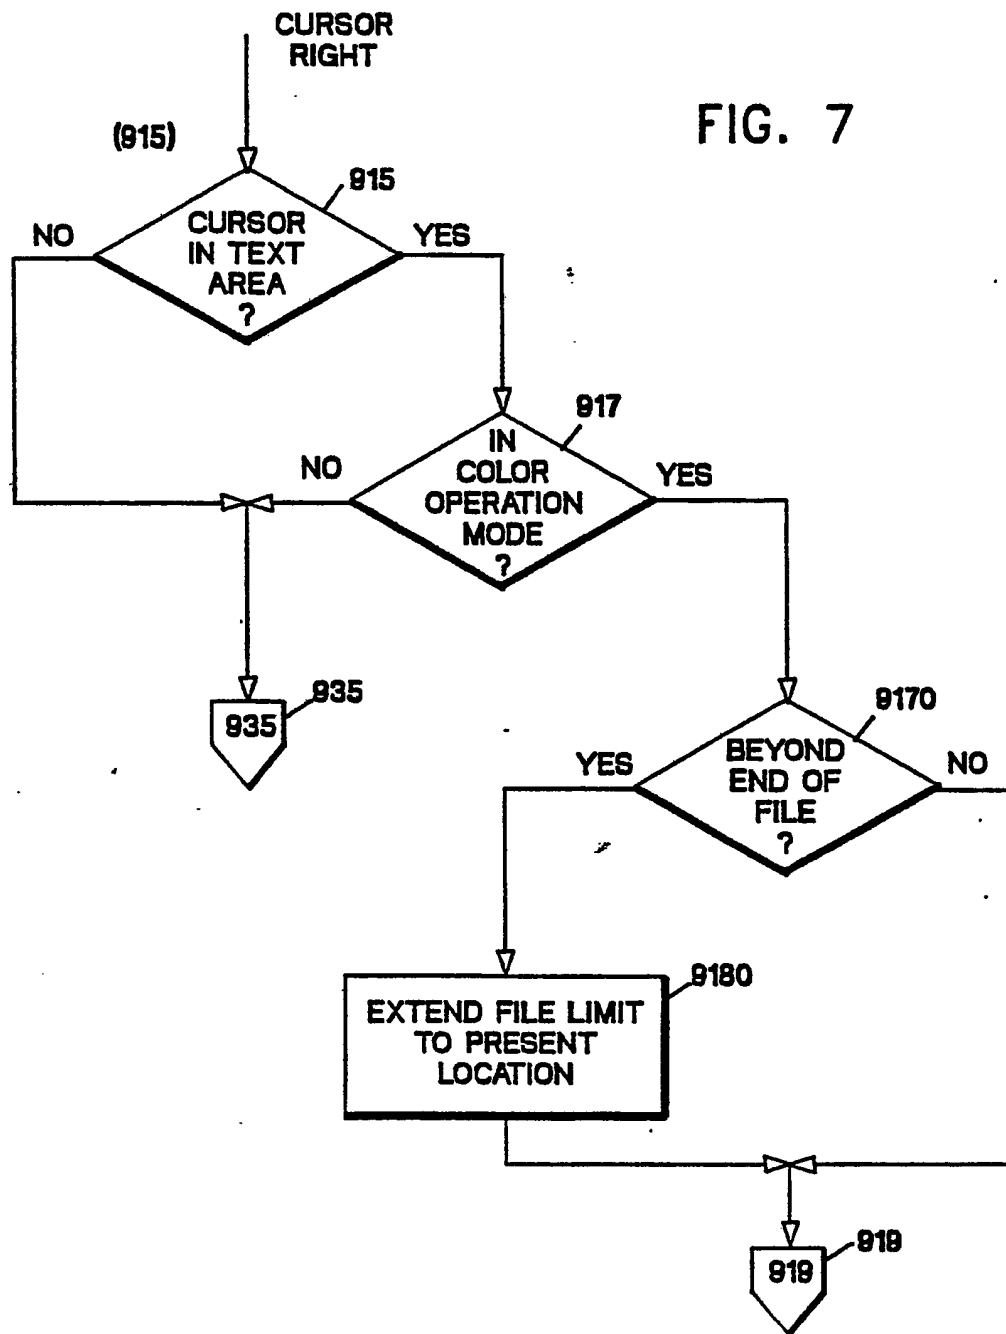 CURSOR
RIGHT
FIG. 7
(915)
915
NO
CURSOR
IN TEXT
AREA
?
YES
917
NO
IN
COLOR
OPERATION
MODE
?
YES
935
935
9170
YES
BEYOND
END OF
FILE
?
NO
9180
EXTEND FILE LIMIT
TO PRESENT
LOCATION
919
919